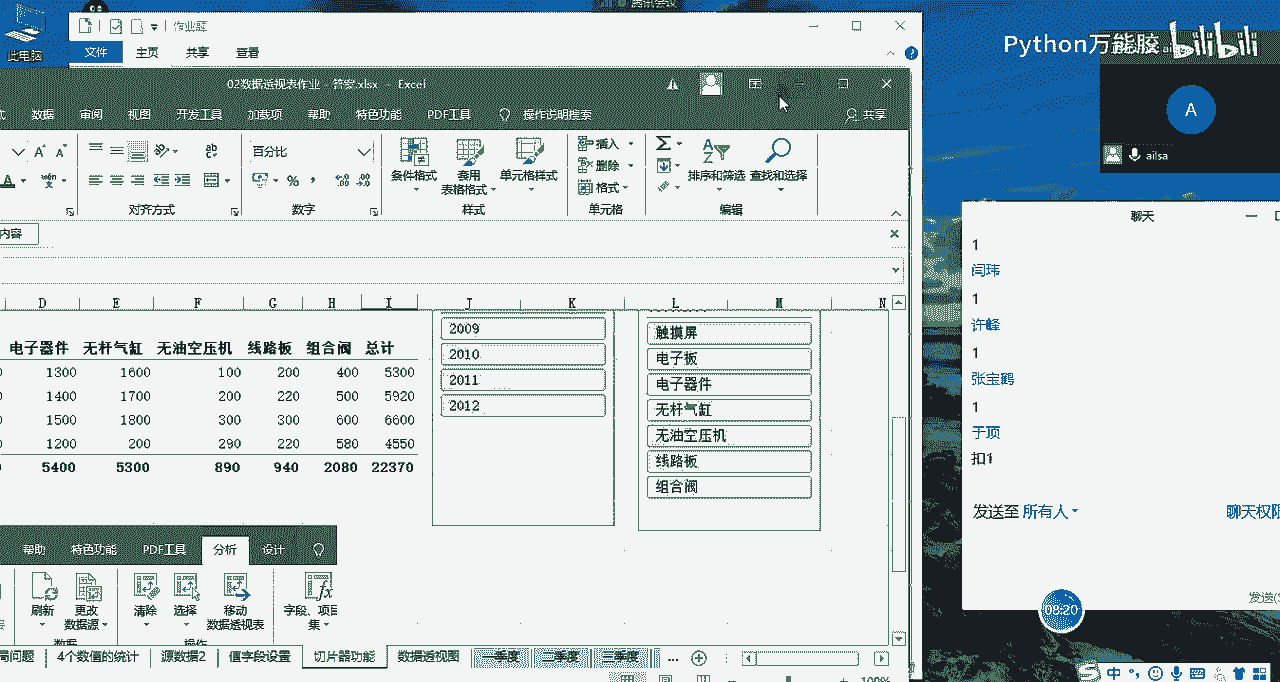 腾讯会议
作业题
此电脑
文件 主页 共享 查看
Python万能胶 bilibili
02数据透视表作业 - 答案.xlsx - Excel
A
ailsa
数据 审阅 视图 开发工具 加载项 帮助 特色功能 PDF工具 操作说明搜索 共享
百分比
条件格式 套用表格格式 单元格样式
插入
删除
格式
排序和筛选 查找和选择
对齐方式 数字 样式 单元格 编辑
内容
聊天
1
闫玮
1
许峰
1
张宝鹤
1
于顶
扣1
发送至 所有人 聊天权限
D E F G H I J K L M N
电子器件 无杆气缸 无油空压机 线路板 组合阀 总计
1300 1600 100 200 400 5300
1400 1700 200 220 500 5920
1500 1800 300 300 600 6600
1200 200 290 220 580 4550
5400 5300 890 940 2080 22370
2009
2010
2011
2012
触摸屏
电子板
电子器件
无杆气缸
无油空压机
线路板
组合阀
帮助 特色功能 PDF工具 分析 设计
刷新 更改数据源 清除 选择 移动数据透视表 字段、项目集
数据 操作
08:20
局问题 4个数值的统计 源数据2 值字段设置 切片器功能 数据透视图 一季度 二季度 三季度 ...
100%
中